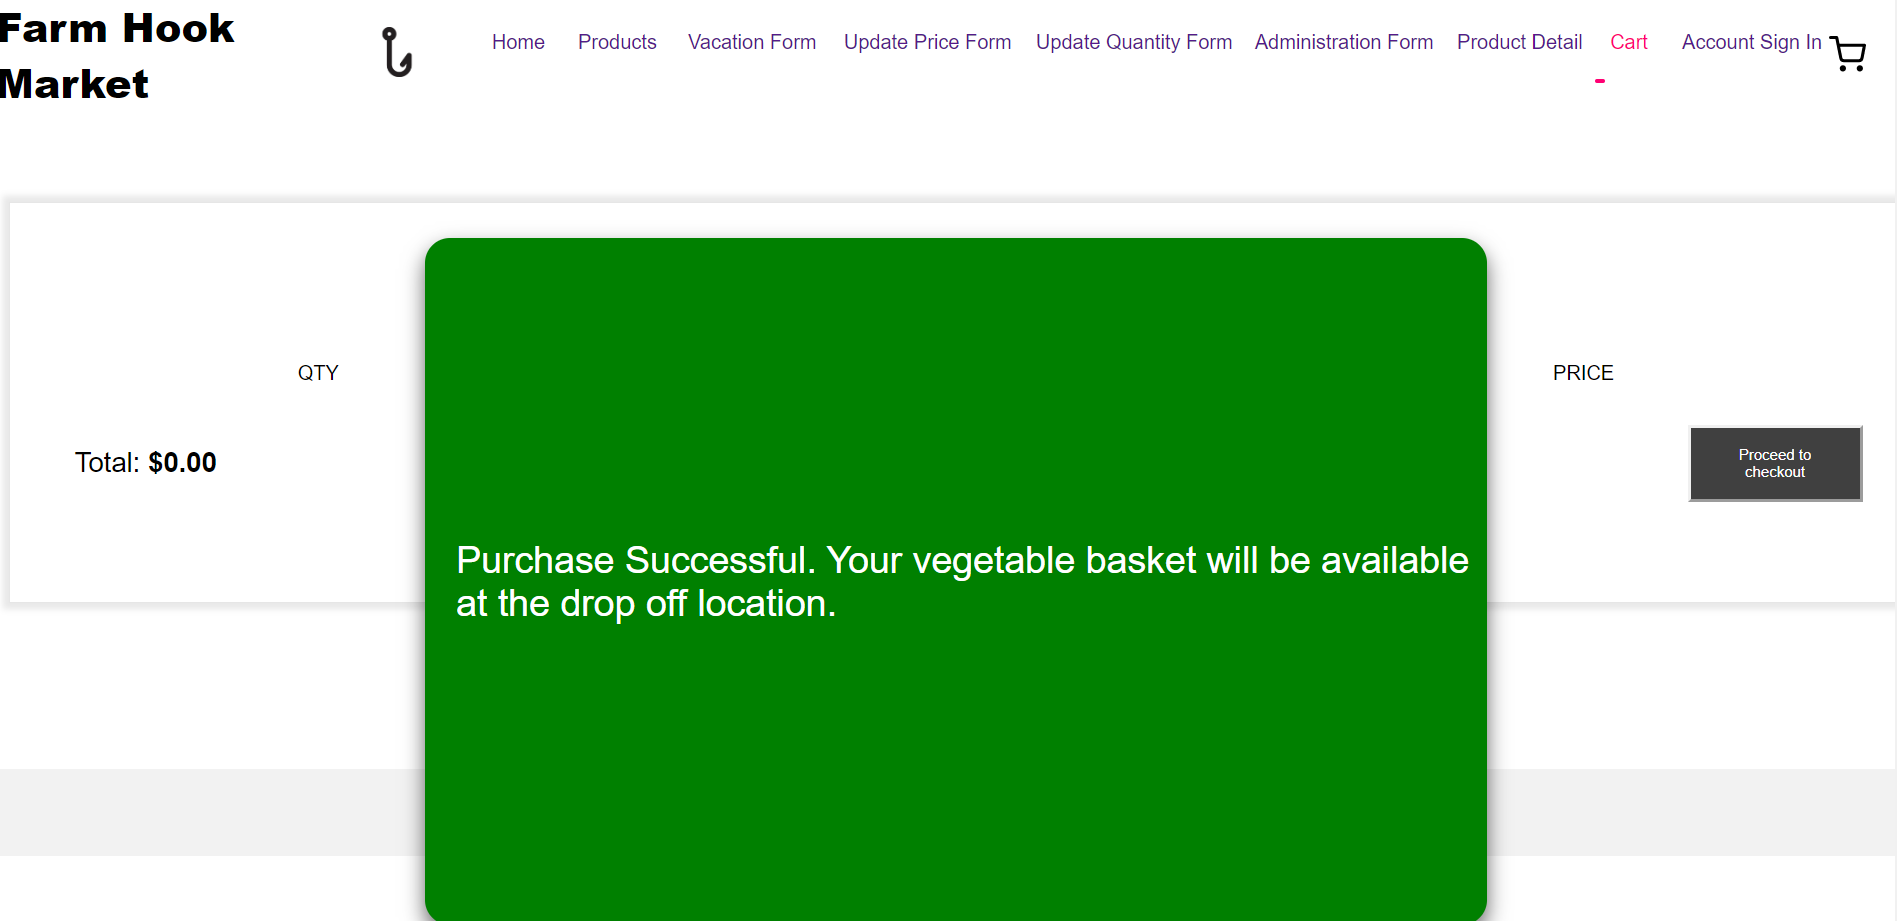 Farm Hook
Market
Home Products Vacation Form Update Price Form Update Quantity Form Administration Form Product Detail Cart Account Sign In
QTY PRICE
Total: $0.00
Proceed to
checkout
Purchase Successful. Your vegetable basket will be available
at the drop off location.